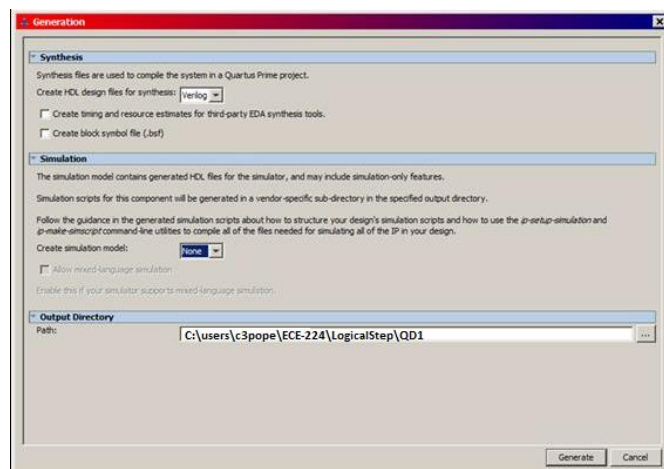 Generation
Synthesis
Synthesis files are used to compile the system in a Quartus Prime project.
Create HDL design files for synthesis: Verilog
Create timing and resource estimates for third-party EDA synthesis tools.
Create block symbol file (.bsf)
Simulation
The simulation model contains generated HDL files for the simulator, and may include simulation-only features.
Simulation scripts for this component will be generated in a vendor-specific sub-directory in the specified output directory.
Follow the guidance in the generated simulation scripts about how to structure your design's simulation scripts and how to use the ip-setup-simulation and
ip-make-simscript command-line utilities to compile all of the files needed for simulating all of the IP in your design.
Create simulation model: None
Allow mixed-language simulation
Enable this if your simulator supports mixed-language simulation.
Output Directory
Path: C:\users\c3pope\ECE-224\LogicalStep\QD1 ...
Generate Cancel